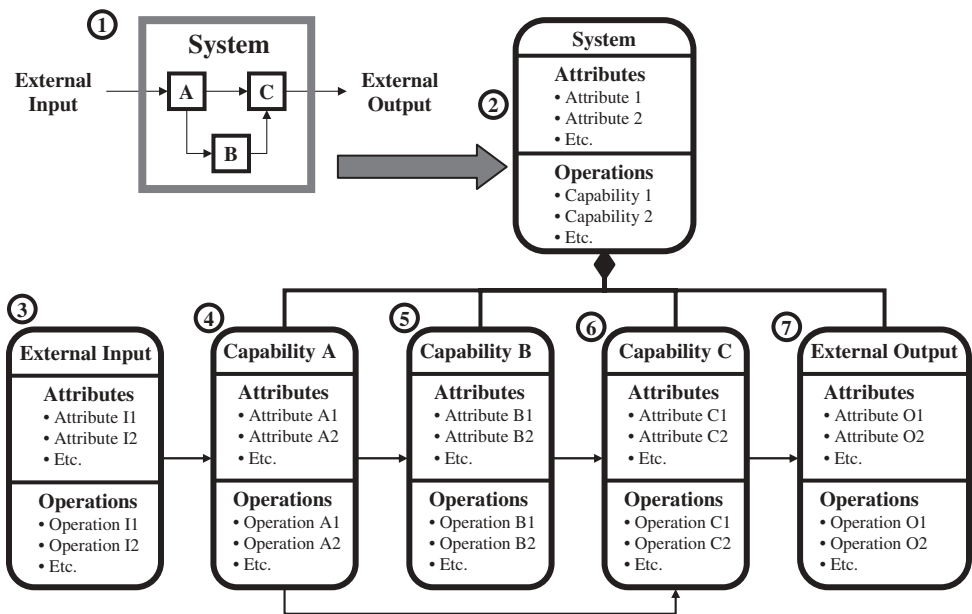 ①
System
External
Input
A
C
B
External
Output
②
System
Attributes
• Attribute 1
• Attribute 2
• Etc.
Operations
• Capability 1
• Capability 2
• Etc.
③
External Input
Attributes
• Attribute I1
• Attribute I2
• Etc.
Operations
• Operation I1
• Operation I2
• Etc.
④
Capability A
Attributes
• Attribute A1
• Attribute A2
• Etc.
Operations
• Operation A1
• Operation A2
• Etc.
⑤
Capability B
Attributes
• Attribute B1
• Attribute B2
• Etc.
Operations
• Operation B1
• Operation B2
• Etc.
⑥
Capability C
Attributes
• Attribute C1
• Attribute C2
• Etc.
Operations
• Operation C1
• Operation C2
• Etc.
⑦
External Output
Attributes
• Attribute O1
• Attribute O2
• Etc.
Operations
• Operation O1
• Operation O2
• Etc.